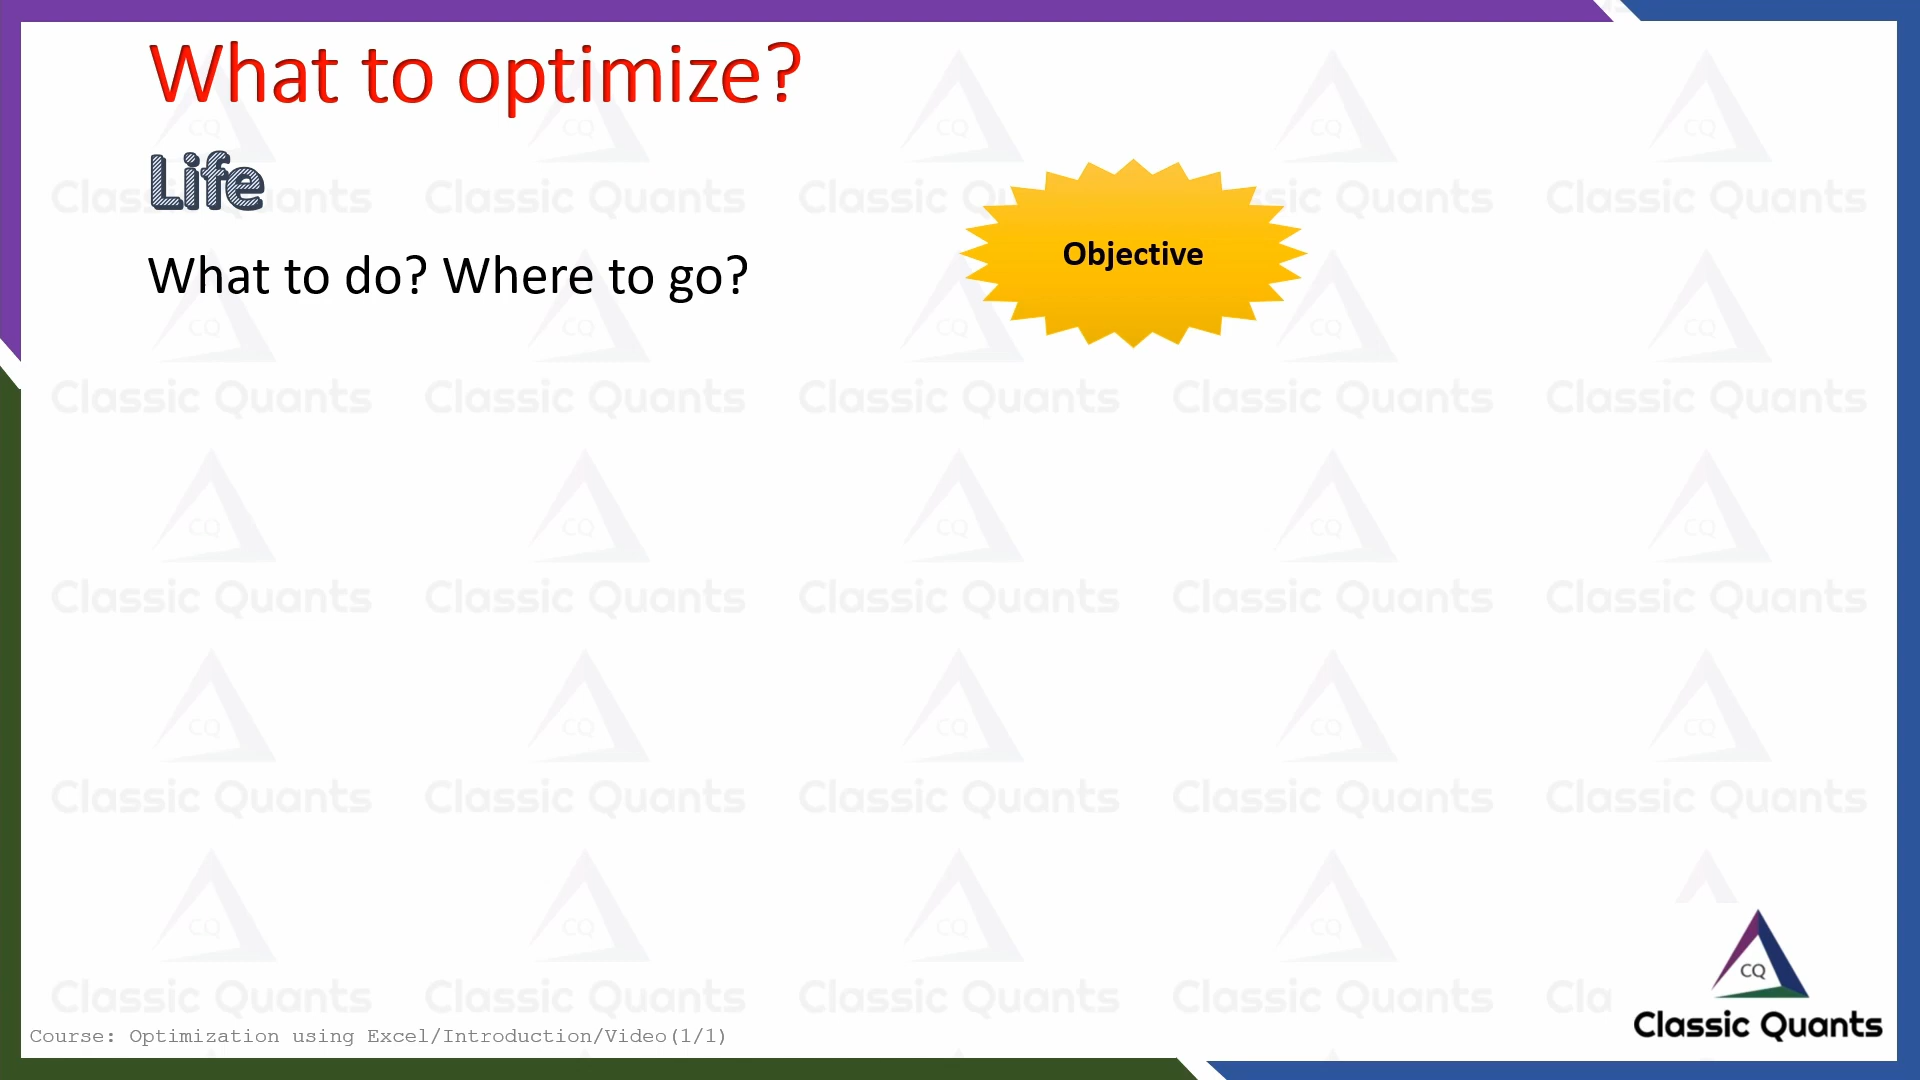 What to optimize?
Life
What to do? Where to go?
Objective
CQ
Classic Quants
Course: Optimization using Excel/Introduction/Video(1/1)